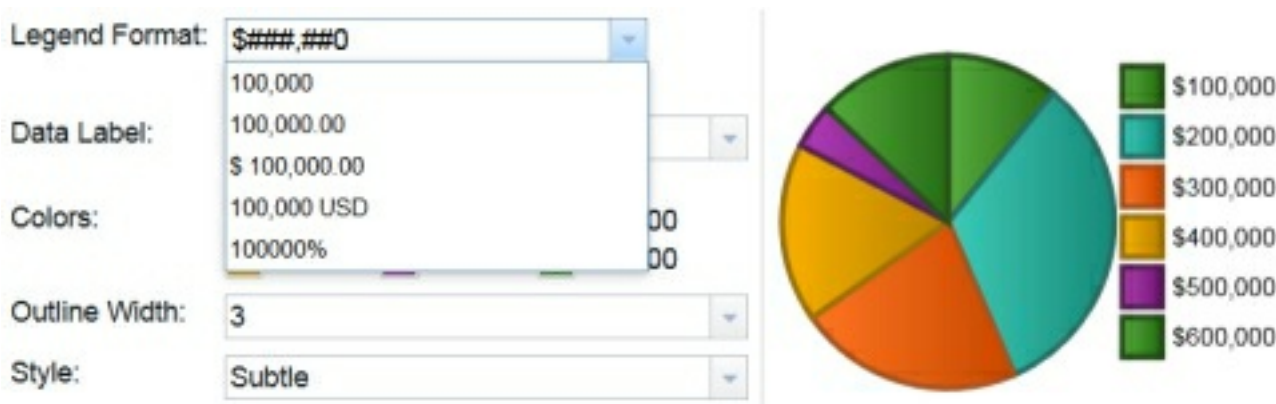 Legend Format: $###,##0
100,000
100,000.00
$ 100,000.00
100,000 USD
100000%
Data Label:
Colors:
00
00
Outline Width: 3
Style: Subtle
$100,000
$200,000
$300,000
$400,000
$500,000
$600,000